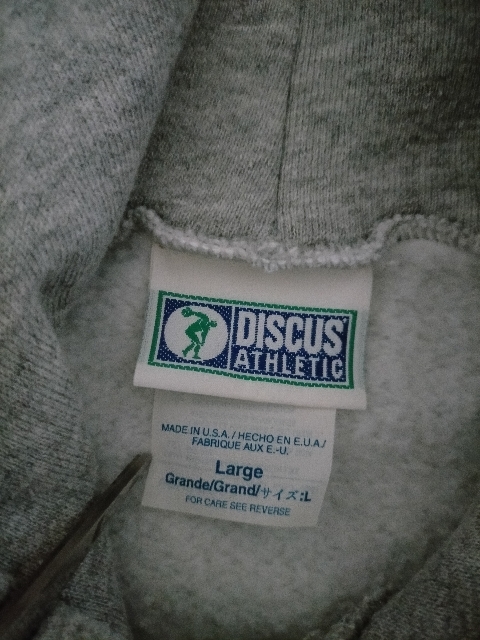 DISCUS
ATHLETIC
MADE IN U.S.A./HECHO EN E.U.A./
FABRIQUE AUX E.-U.
Large
Grande/Grand/サイズ:L
FOR CARE SEE REVERSE